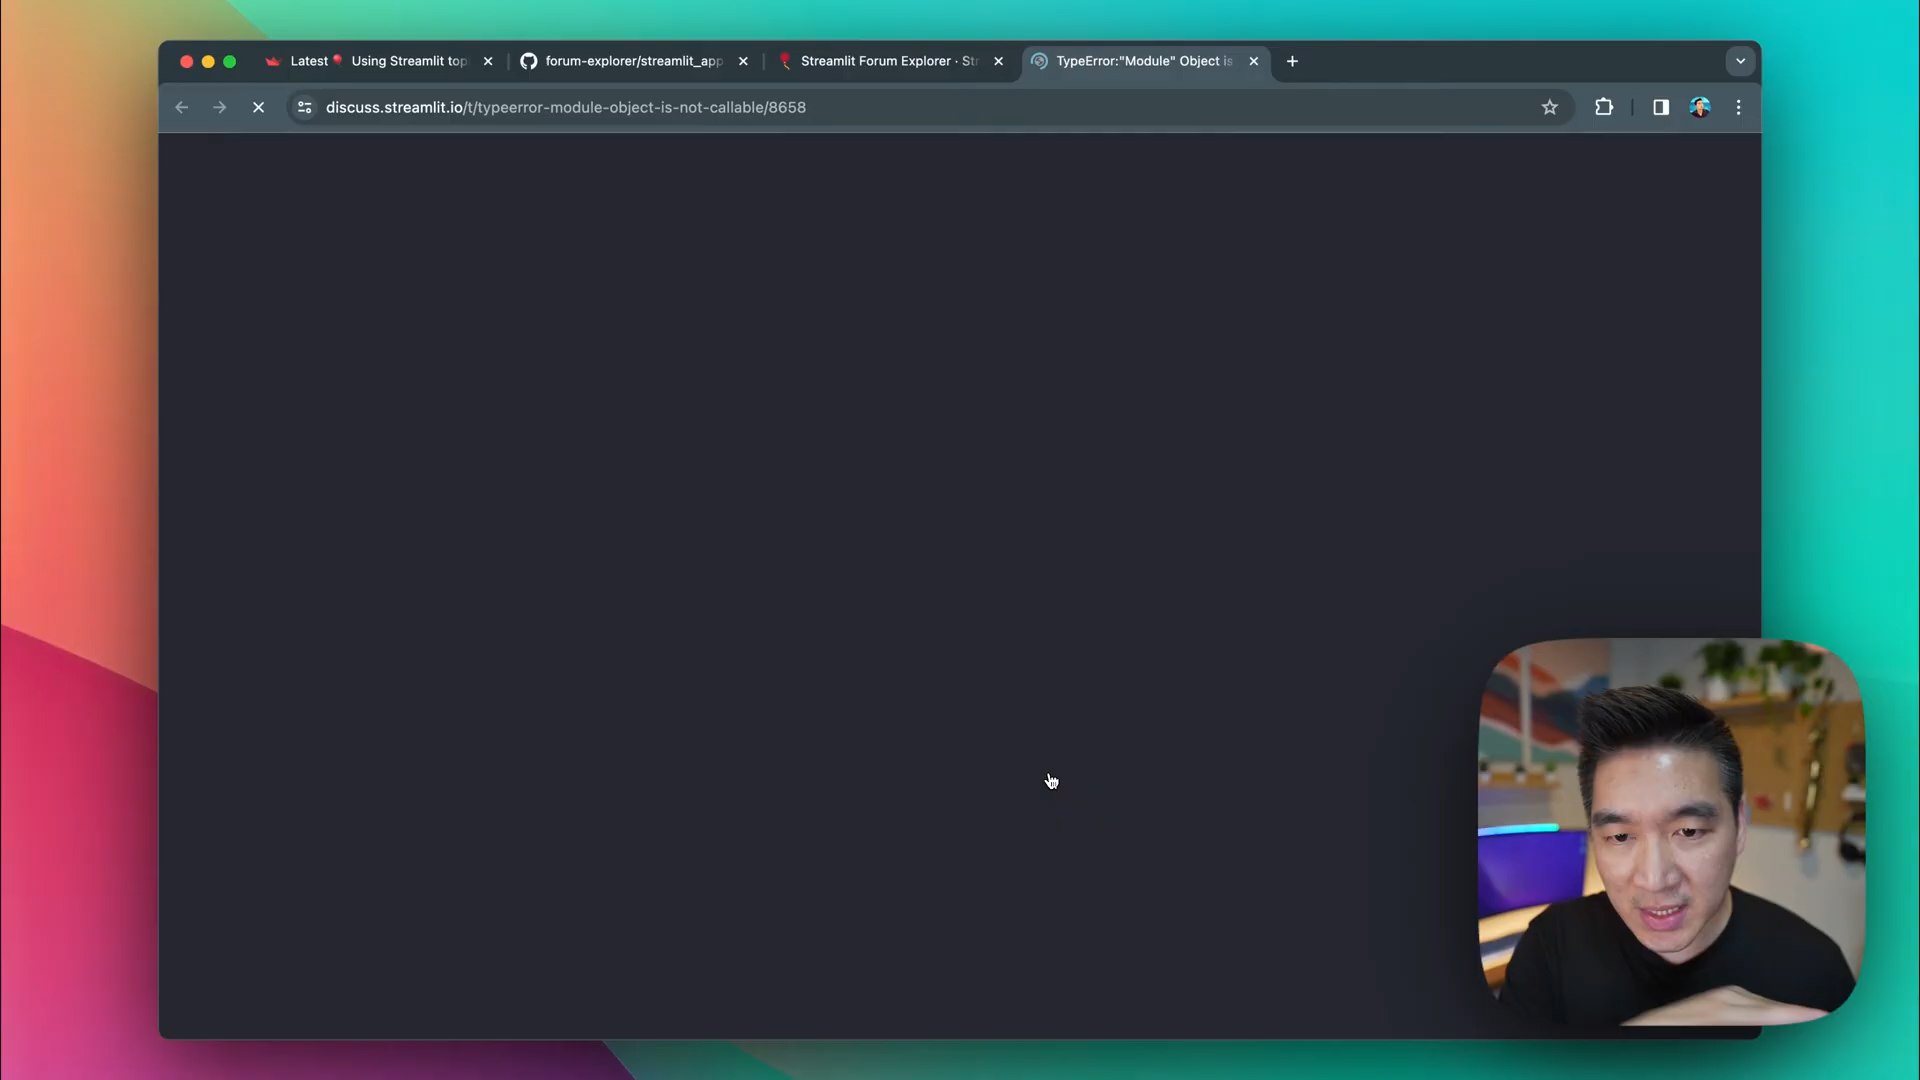 Latest Using Streamlit top
forum-explorer/streamlit_app
Streamlit Forum Explorer · Str
TypeError:"Module" Object is
discuss.streamlit.io/t/typeerror-module-object-is-not-callable/8658